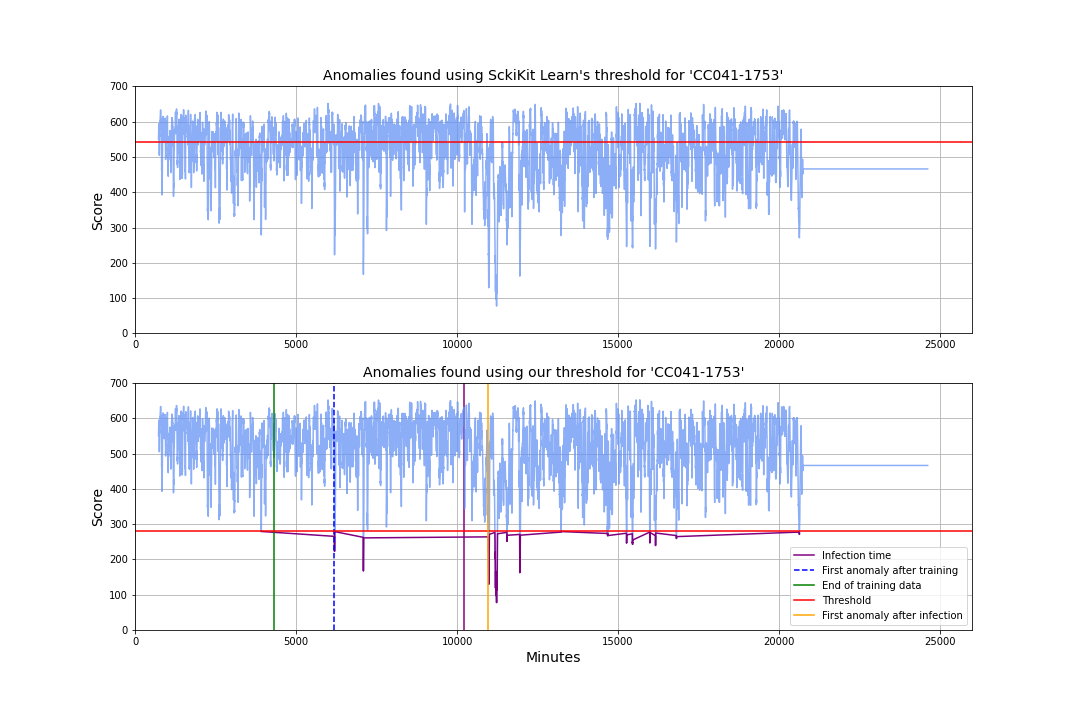 Anomalies found using SckiKit Learn's threshold for 'CC041-1753'
700
600
500
400
300
200
100
0
Score
0 5000 10000 15000 20000 25000
Anomalies found using our threshold for 'CC041-1753'
700
600
500
400
300
200
100
0
Score
Infection time
First anomaly after training
End of training data
Threshold
First anomaly after infection
0 5000 10000 15000 20000 25000
Minutes